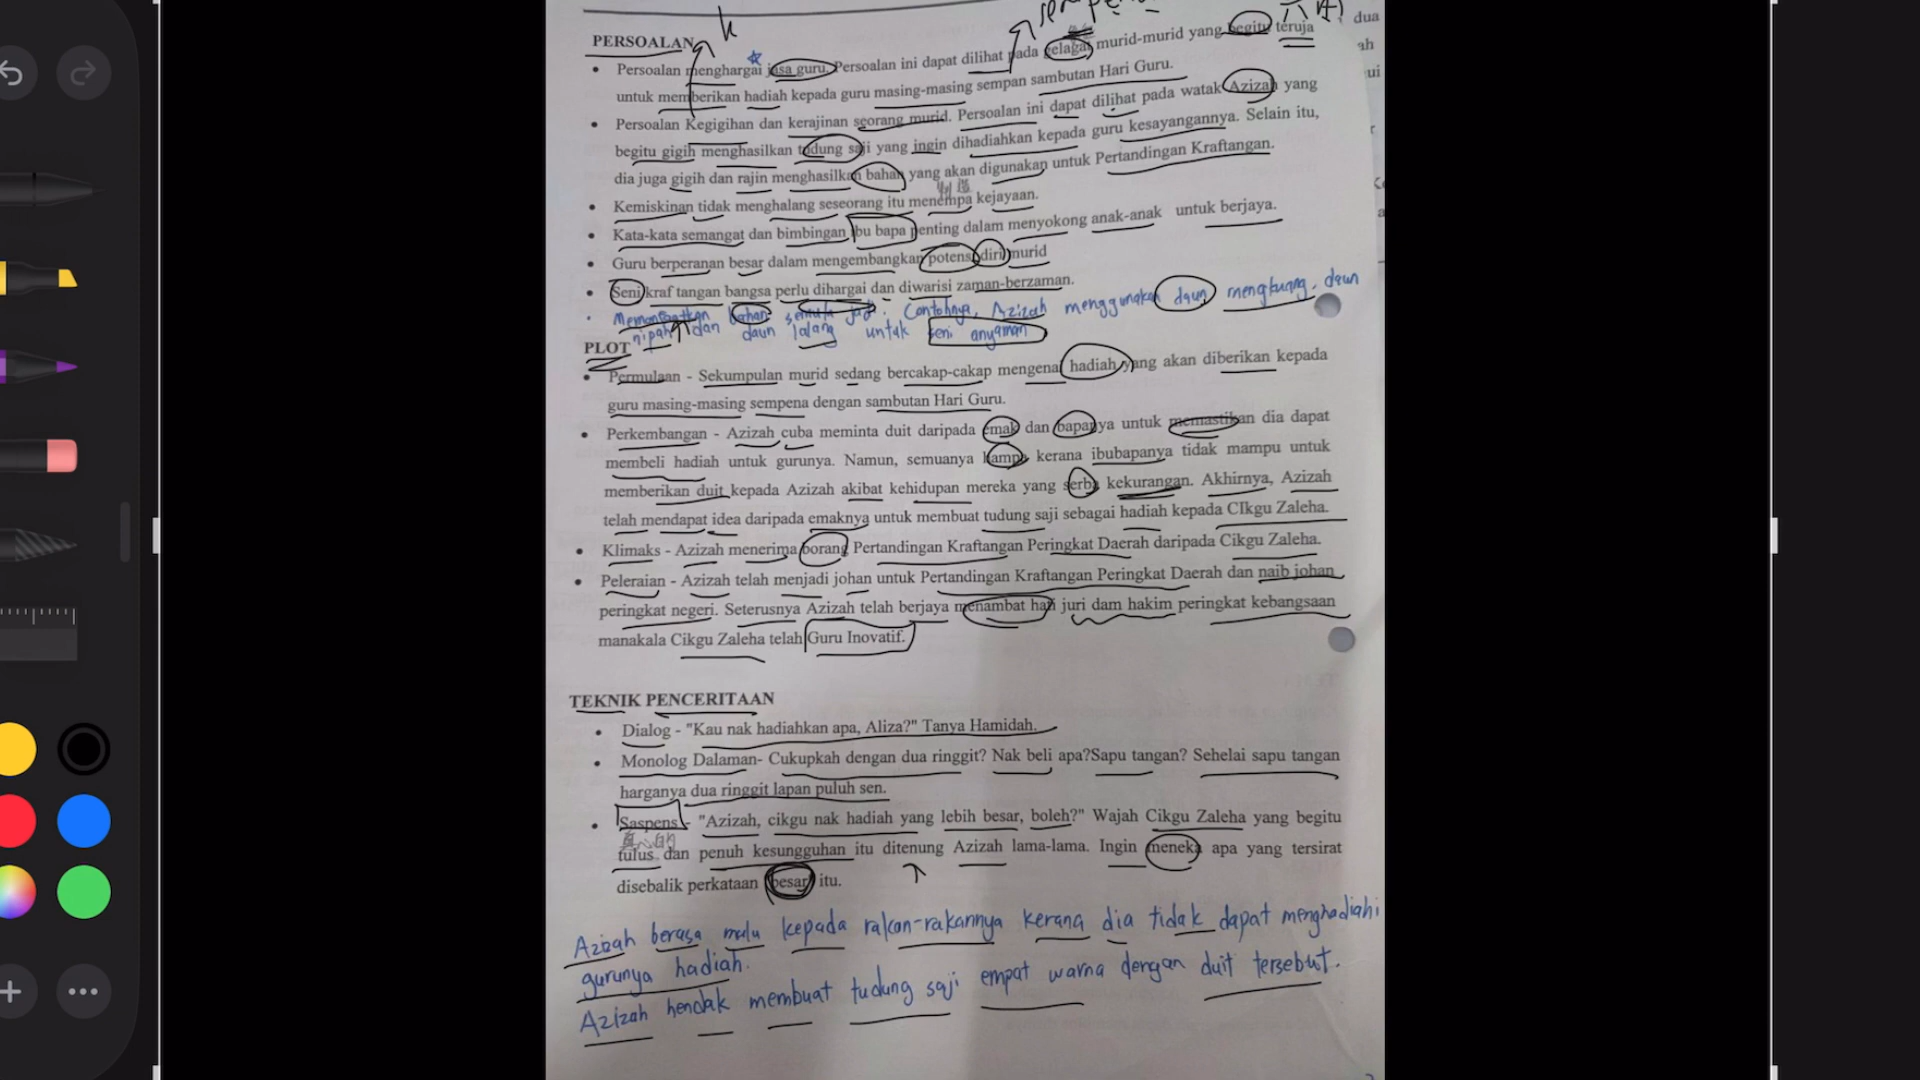 dua
PERSOALAN
ah
Persoalan menghargai jasa guru. Persoalan ini dapat dilihat pada gelagat murid-murid yang begitu teruja
ui
untuk memberikan hadiah kepada guru masing-masing sempan sambutan Hari Guru.
Persoalan Kegigihan dan kerajinan seorang murid. Persoalan ini dapat dilihat pada watak Azizah yang
begitu gigih menghasilkan tudung saji yang ingin dihadiahkan kepada guru kesayangannya. Selain itu,
dia juga gigih dan rajin menghasilkan bahan yang akan digunakan untuk Pertandingan Kraftangan.
制造
Kemiskinan tidak menghalang seseorang itu menempa kejayaan.
Kata-kata semangat dan bimbingan ibu bapa penting dalam menyokong anak-anak untuk berjaya.
Guru berperanan besar dalam mengembangkan potensi diri murid
Seni kraf tangan bangsa perlu dihargai dan diwarisi zaman-berzaman.
Memanfaatkan bahan semula jadi. Contohnya, Azizah menggunakan daun mengkuang, daun
nipah dan daun lalang untuk seni anyaman
PLOT
Permulaan - Sekumpulan murid sedang bercakap-cakap mengenai hadiah yang akan diberikan kepada
guru masing-masing sempena dengan sambutan Hari Guru.
Perkembangan - Azizah cuba meminta duit daripada emak dan bapanya untuk memastikan dia dapat
membeli hadiah untuk gurunya. Namun, semuanya hampa kerana ibubapanya tidak mampu untuk
memberikan duit kepada Azizah akibat kehidupan mereka yang serba kekurangan. Akhirnya, Azizah
telah mendapat idea daripada emaknya untuk membuat tudung saji sebagai hadiah kepada CIkgu Zaleha.
Klimaks - Azizah menerima borang Pertandingan Kraftangan Peringkat Daerah daripada Cikgu Zaleha.
Peleraian - Azizah telah menjadi johan untuk Pertandingan Kraftangan Peringkat Daerah dan naib johan
peringkat negeri. Seterusnya Azizah telah berjaya menambat hati juri dam hakim peringkat kebangsaan
manakala Cikgu Zaleha telah Guru Inovatif.
TEKNIK PENCERITAAN
Dialog - "Kau nak hadiahkan apa, Aliza?" Tanya Hamidah.
Monolog Dalaman- Cukupkah dengan dua ringgit? Nak beli apa?Sapu tangan? Sehelai sapu tangan
harganya dua ringgit lapan puluh sen.
Saspens - "Azizah, cikgu nak hadiah yang lebih besar, boleh?" Wajah Cikgu Zaleha yang begitu
真心的
tulus dan penuh kesungguhan itu ditenung Azizah lama-lama. Ingin meneka apa yang tersirat
disebalik perkataan besar itu.
Azizah berasa malu kepada rakan-rakannya kerana dia tidak dapat menghadiahi
gurunya hadiah.
Azizah hendak membuat tudung saji empat warna dengan duit tersebut.